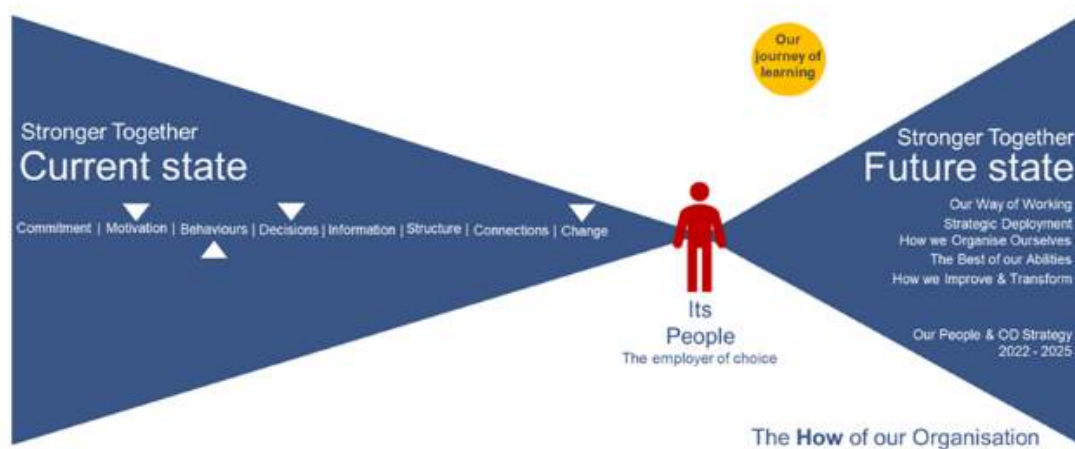 Our
journey of
learning
Stronger Together
Current state
Commitment | Motivation | Behaviours | Decisions | Information | Structure | Connections | Change
Its
People
The employer of choice
Stronger Together
Future state
Our Way of Working
Strategic Deployment
How we Organise Ourselves
The Best of our Abilities
How we Improve & Transform
Our People & OD Strategy
2022 - 2025
The How of our Organisation